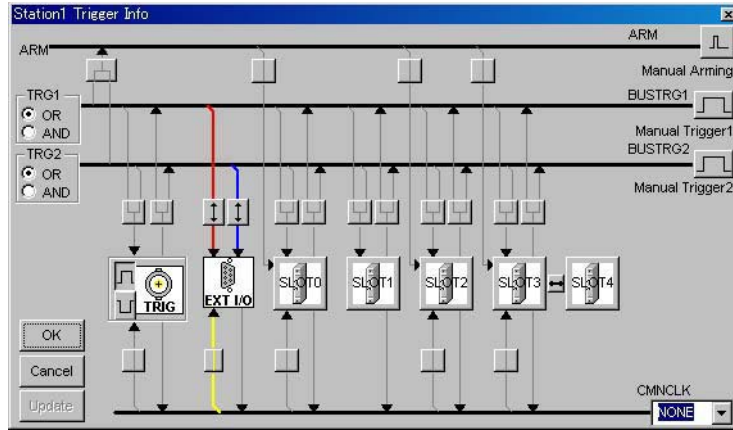 Station1 Trigger Info
ARM
ARM
Manual Arming
TRG1
OR
AND
BUSTRG1
Manual Trigger1
TRG2
OR
AND
BUSTRG2
Manual Trigger2
TRIG
EXT I/O
SLOT0
SLOT1
SLOT2
SLOT3
SLOT4
OK
Cancel
Update
CMNCLK
NONE